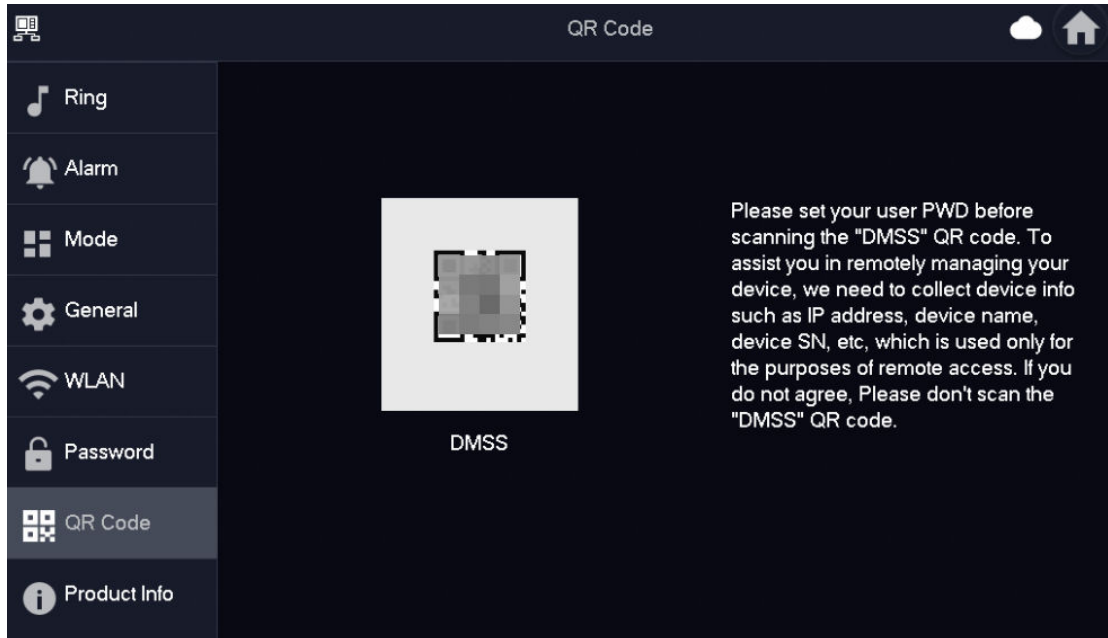 QR Code
Ring
Alarm
Mode
General
WLAN
Password
QR Code
Product Info
DMSS
Please set your user PWD before
scanning the "DMSS" QR code. To
assist you in remotely managing your
device, we need to collect device info
such as IP address, device name,
device SN, etc, which is used only for
the purposes of remote access. If you
do not agree, Please don't scan the
"DMSS" QR code.